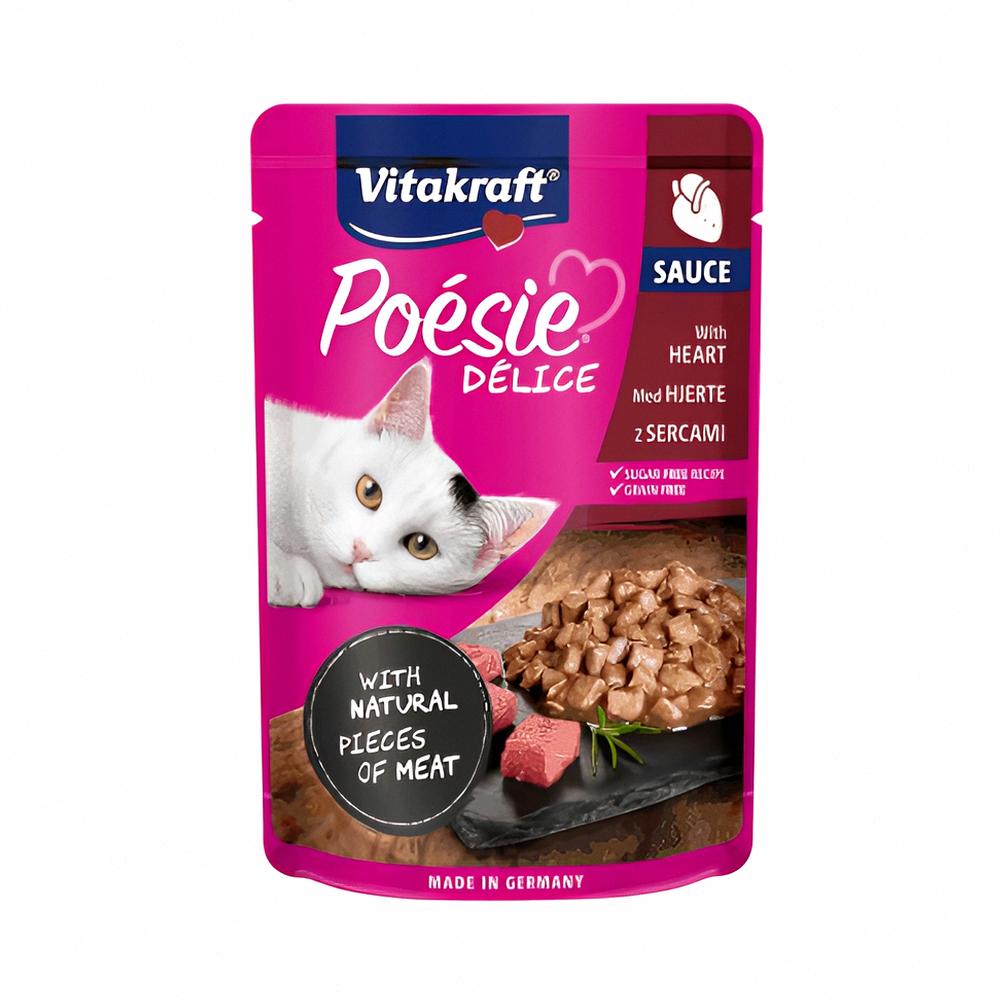 Vitakraft®
Poésie®
DÉLICE
SAUCE
With
HEART
Med HJERTE
z SERCAMI
WITH
NATURAL
PIECES
OF MEAT
MADE IN GERMANY